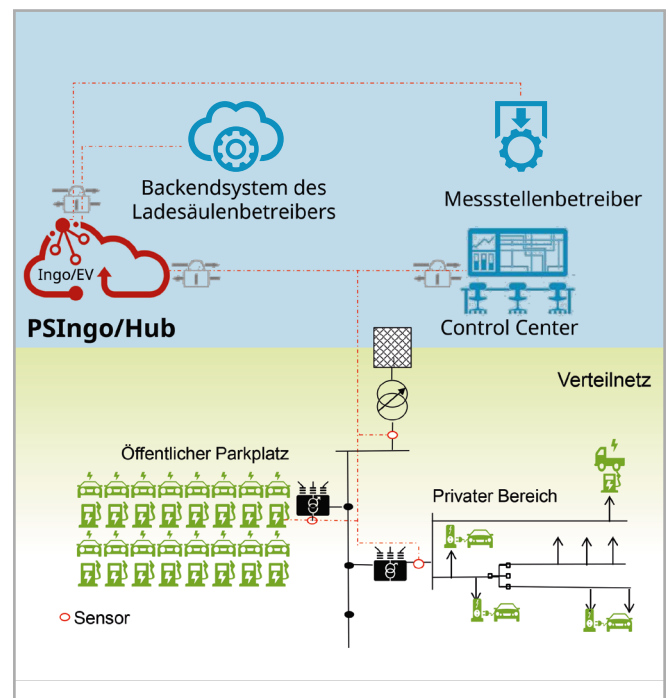 Backendsystem des
Ladesäulenbetreibers
Messstellenbetreiber
Ingo/EV
PSIngo/Hub
Control Center
Verteilnetz
Öffentlicher Parkplatz
Privater Bereich
Sensor